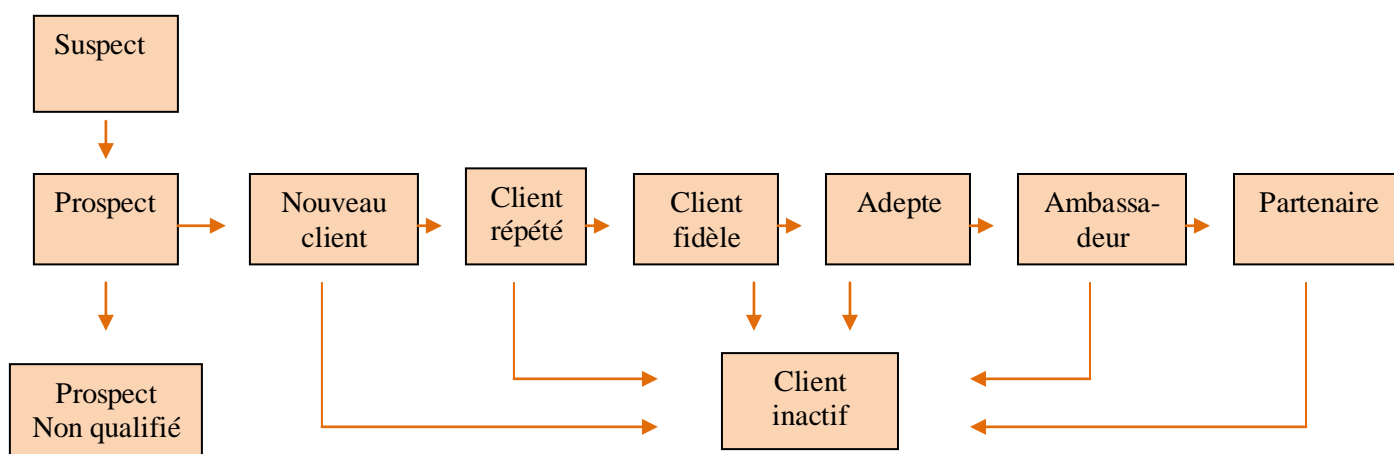 Suspect
Prospect
Nouveau
client
Client
répété
Client
fidèle
Adepte
Ambassa-
deur
Partenaire
Prospect
Non qualifié
Client
inactif